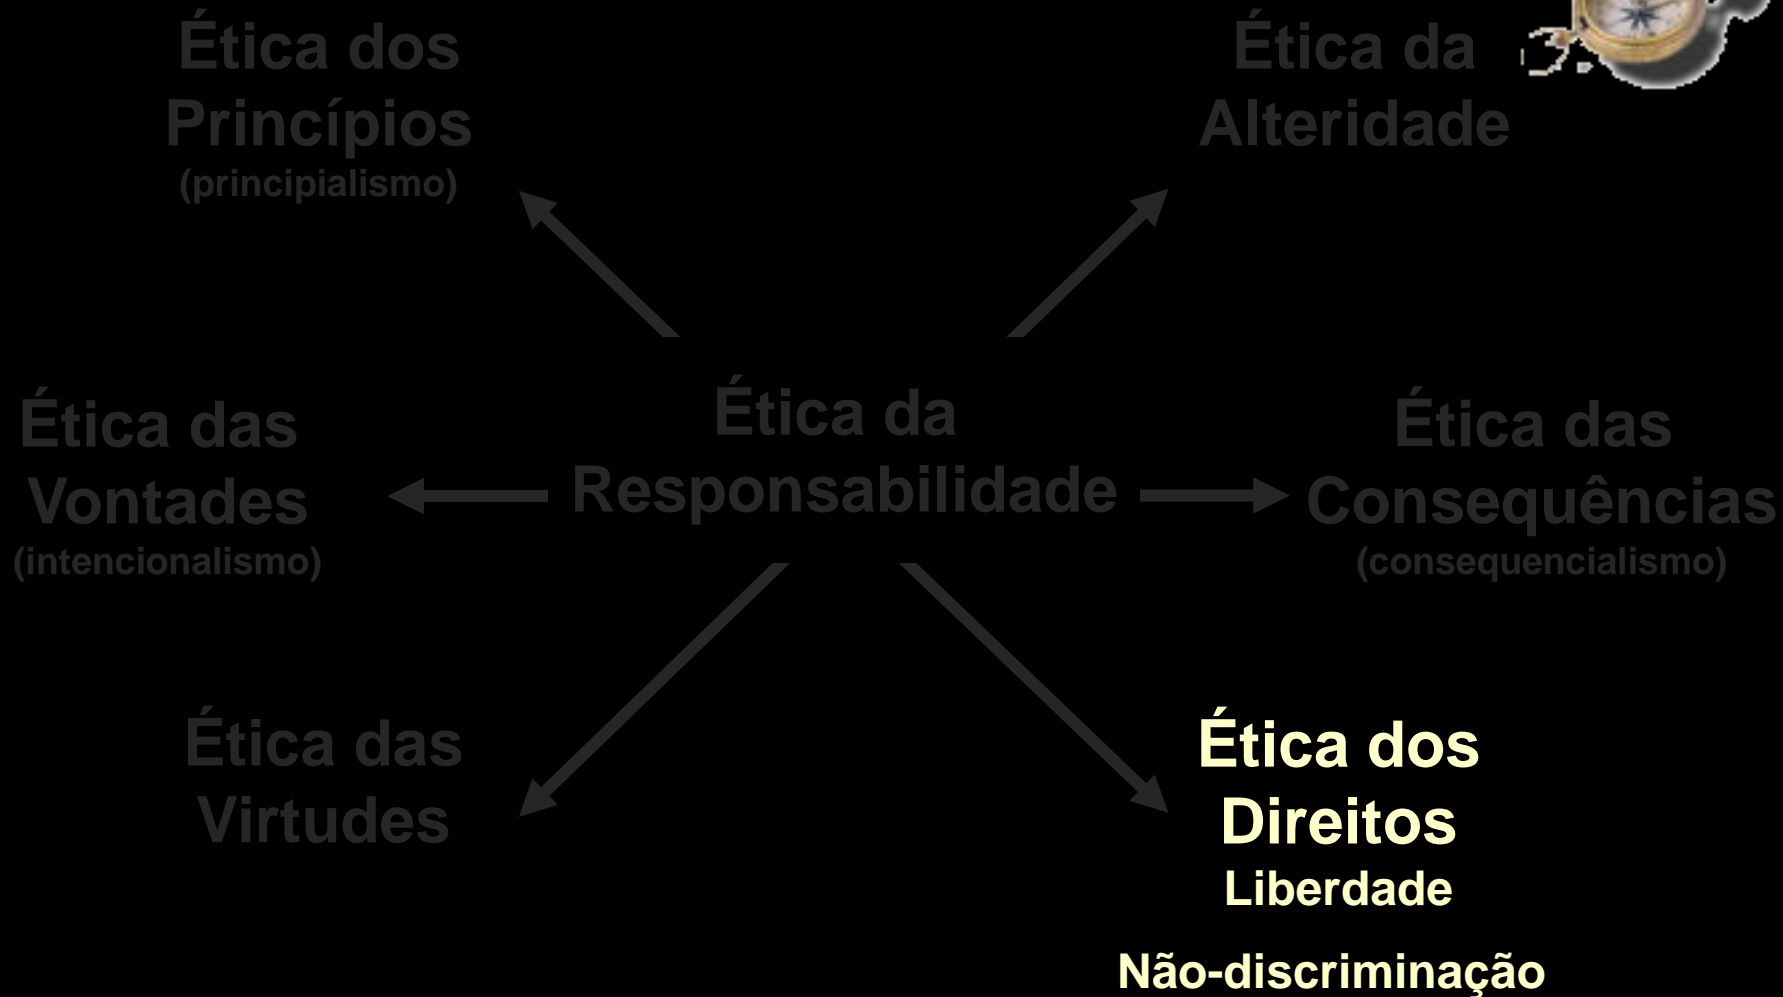 Ética dos
Princípios
(principialismo)
Ética da
Alteridade
Ética das
Vontades
(intencionalismo)
Ética da
Responsabilidade
Ética das
Consequências
(consequencialismo)
Ética das
Virtudes
Ética dos
Direitos
Liberdade
Não-discriminação